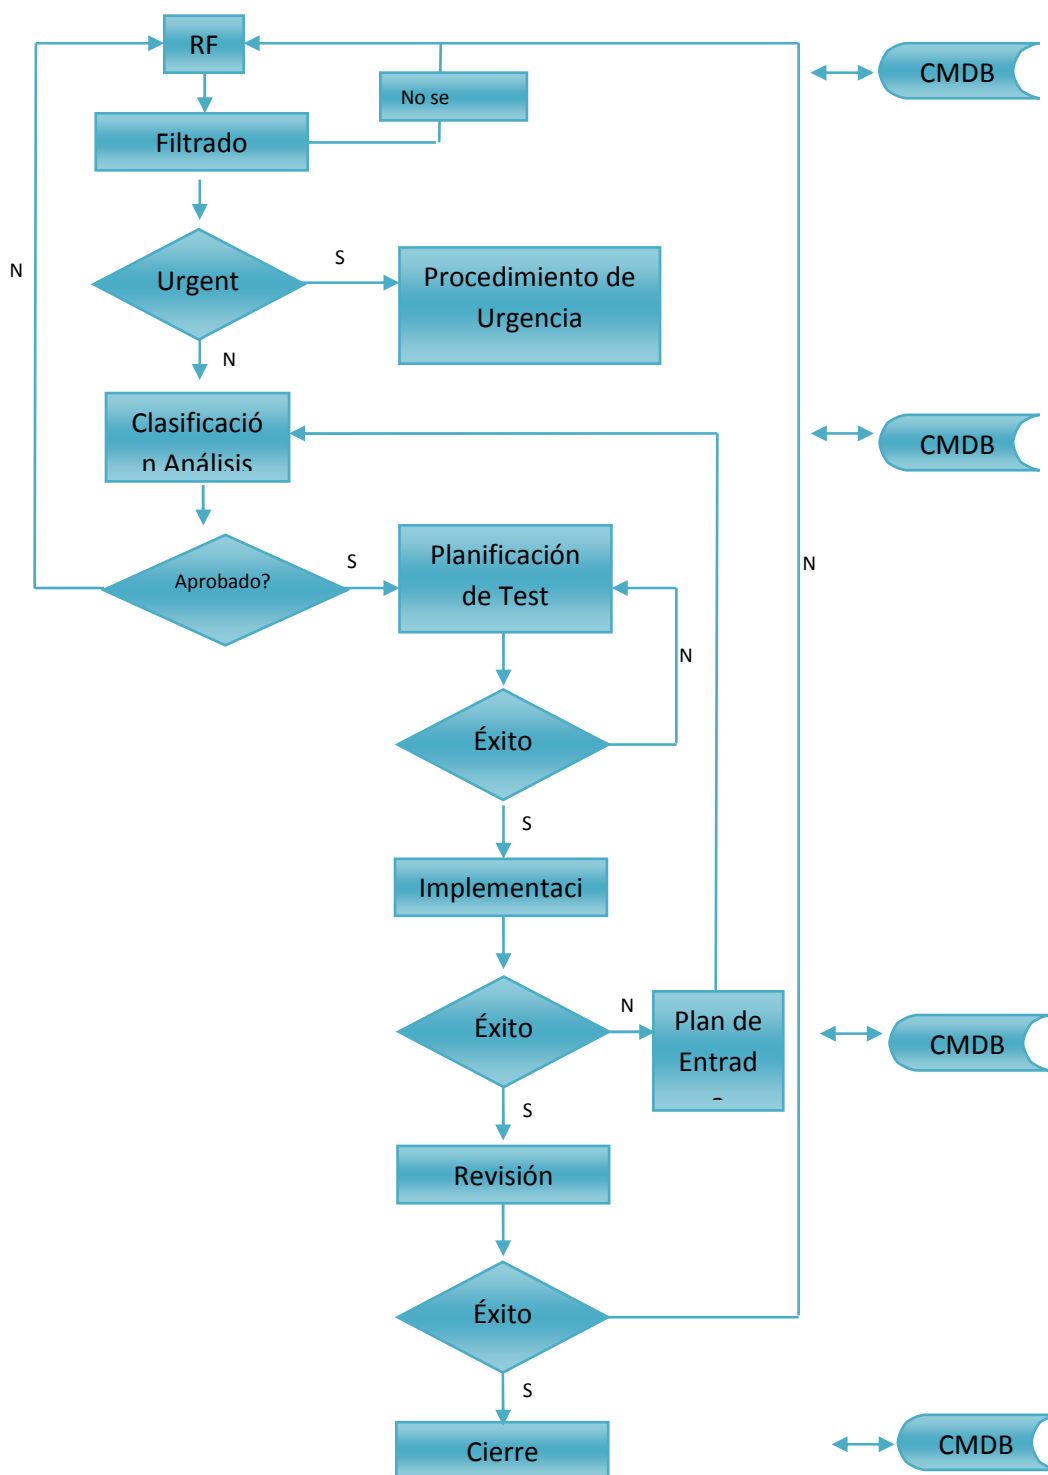 RF
CMDB
No se
Filtrado
N
Urgent
S
Procedimiento de
Urgencia
N
Clasificació
n Análisis
CMDB
Aprobado?
S
Planificación
de Test
N
N
Éxito
S
Implementaci
Éxito
N
Plan de
Entrad
CMDB
S
Revisión
Éxito
S
Cierre
CMDB